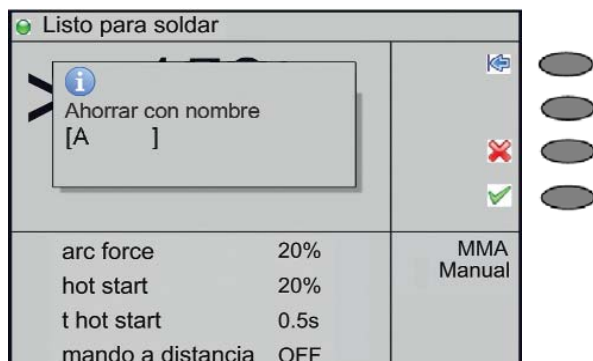 Listo para soldar
Ahorrar con nombre
[A ]
arc force 20%
hot start 20%
t hot start 0.5s
mando a distancia OFF
MMA
Manual